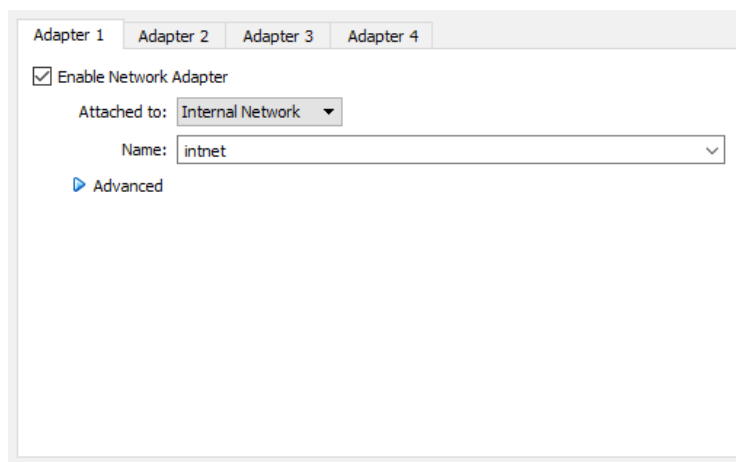 Adapter 1 Adapter 2 Adapter 3 Adapter 4
Enable Network Adapter
Attached to: Internal Network
Name: intnet
Advanced